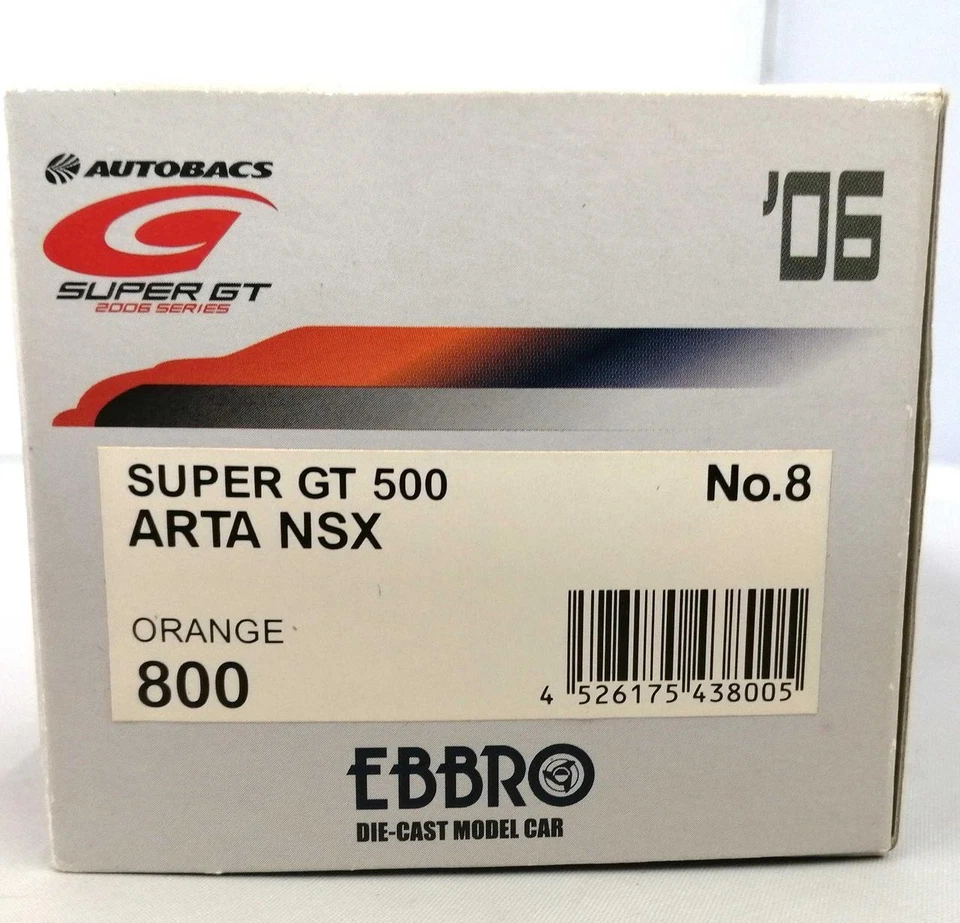 AUTOBACS
SUPER GT
2006 SERIES
'06
SUPER GT 500
No.8
ARTA NSX
ORANGE
800
4 526175 438005
EBBRO
DIE-CAST MODEL CAR